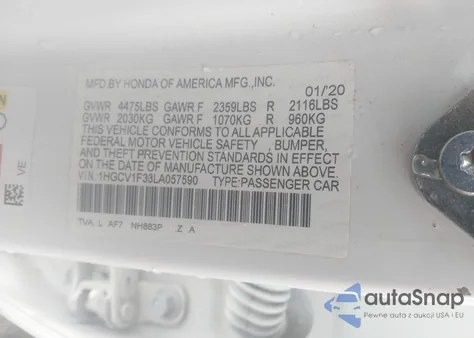 MFD BY HONDA OF AMERICA MFG.,INC. 01/'20
GVWR 4475LBS GAWR F 2359LBS R 2116LBS
GVWR 2030KG GAWR F 1070KG R 960KG
THIS VEHICLE CONFORMS TO ALL APPLICABLE
FEDERAL MOTOR VEHICLE SAFETY , BUMPER,
AND THEFT PREVENTION STANDARDS IN EFFECT
ON THE DATE OF MANUFACTURE SHOWN ABOVE.
V.I.N.:1HGCV1F38LA057590 TYPE:PASSENGER CAR
TVA L AF7 NH883P Z A
VE
autoSnap
Pewne auta z aukcji USA i EU